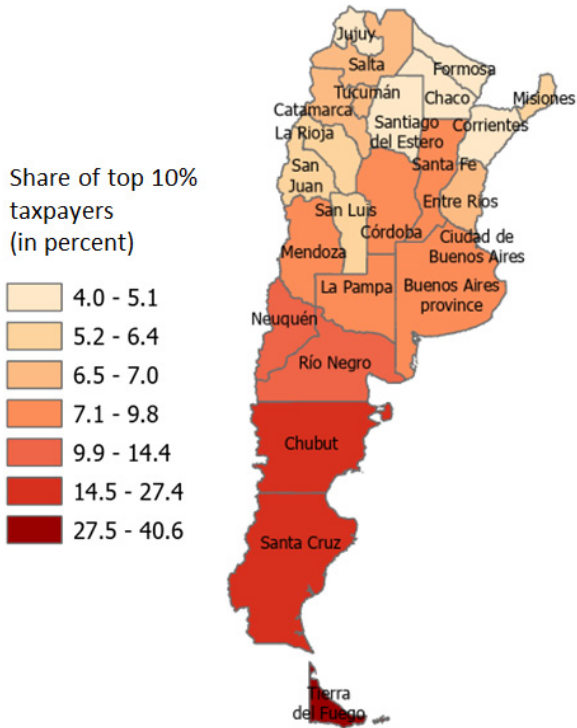 Share of top 10%
taxpayers
(in percent)
4.0 - 5.1
5.2 - 6.4
6.5 - 7.0
7.1 - 9.8
9.9 - 14.4
14.5 - 27.4
27.5 - 40.6
Jujuy
Salta
Formosa
Tucumán
Chaco
Misiones
Catamarca
Santiago
del Estero
Corrientes
La Rioja
Santa Fe
San
Juan
San Luis
Córdoba
Entre Ríos
Ciudad de
Buenos Aires
Mendoza
La Pampa
Buenos Aires
province
Neuquén
Río Negro
Chubut
Santa Cruz
Tierra
del Fuego